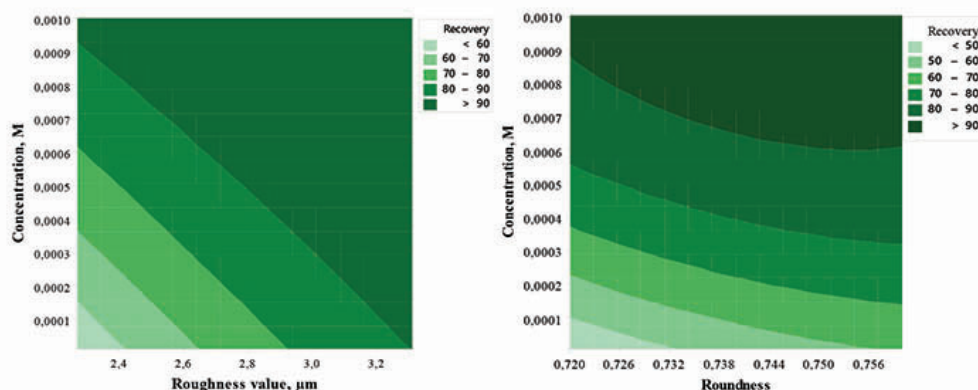 Recovery
< 60
60 – 70
70 – 80
80 – 90
> 90
0,0010
0,0009
0,0008
0,0007
0,0006
0,0005
0,0004
0,0003
0,0002
0,0001
Concentration, M
2,4 2,6 2,8 3,0 3,2
Roughness value, µm
Recovery
< 50
50 – 60
60 – 70
70 – 80
80 – 90
> 90
0,0010
0,0009
0,0008
0,0007
0,0006
0,0005
0,0004
0,0003
0,0002
0,0001
Concentration, M
0,720 0,726 0,732 0,738 0,744 0,750 0,756
Roundness